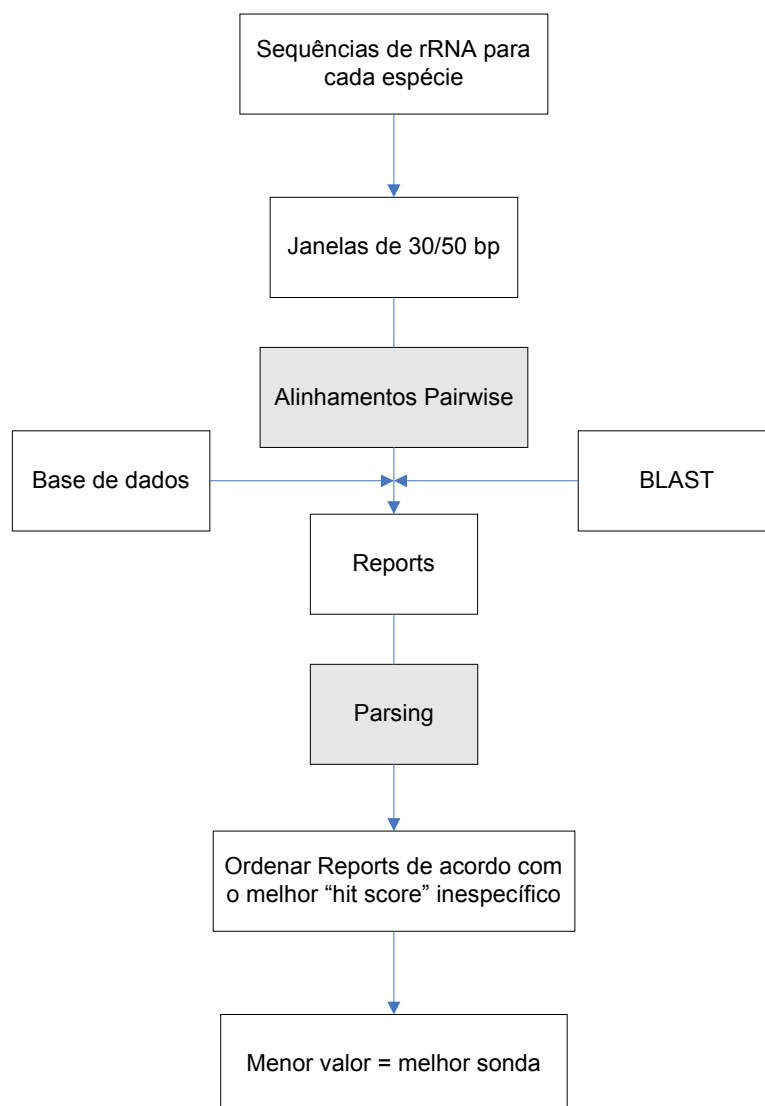 Sequências de rRNA para
cada espécie
Janelas de 30/50 bp
Alinhamentos Pairwise
Base de dados
BLAST
Reports
Parsing
Ordenar Reports de acordo com
o melhor “hit score” inespecífico
Menor valor = melhor sonda